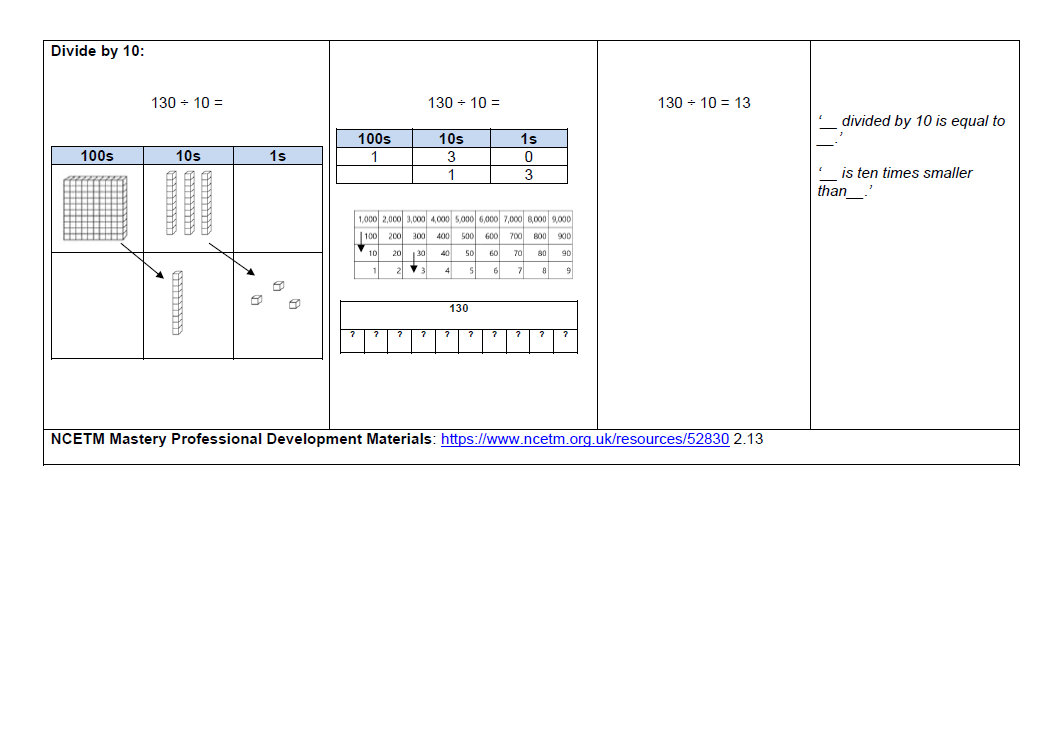 Divide by 10:
130 ÷ 10 =
100s 10s 1s
130 ÷ 10 =
100s 10s 1s
1 3 0
1 3
1,000 2,000 3,000 4,000 5,000 6,000 7,000 8,000 9,000
100 200 300 400 500 600 700 800 900
10 20 30 40 50 60 70 80 90
1 2 3 4 5 6 7 8 9
130
? ? ? ? ? ? ? ? ? ?
130 ÷ 10 = 13
‘__ divided by 10 is equal to
__.’
‘__ is ten times smaller
than__.’
NCETM Mastery Professional Development Materials: https://www.ncetm.org.uk/resources/52830 2.13